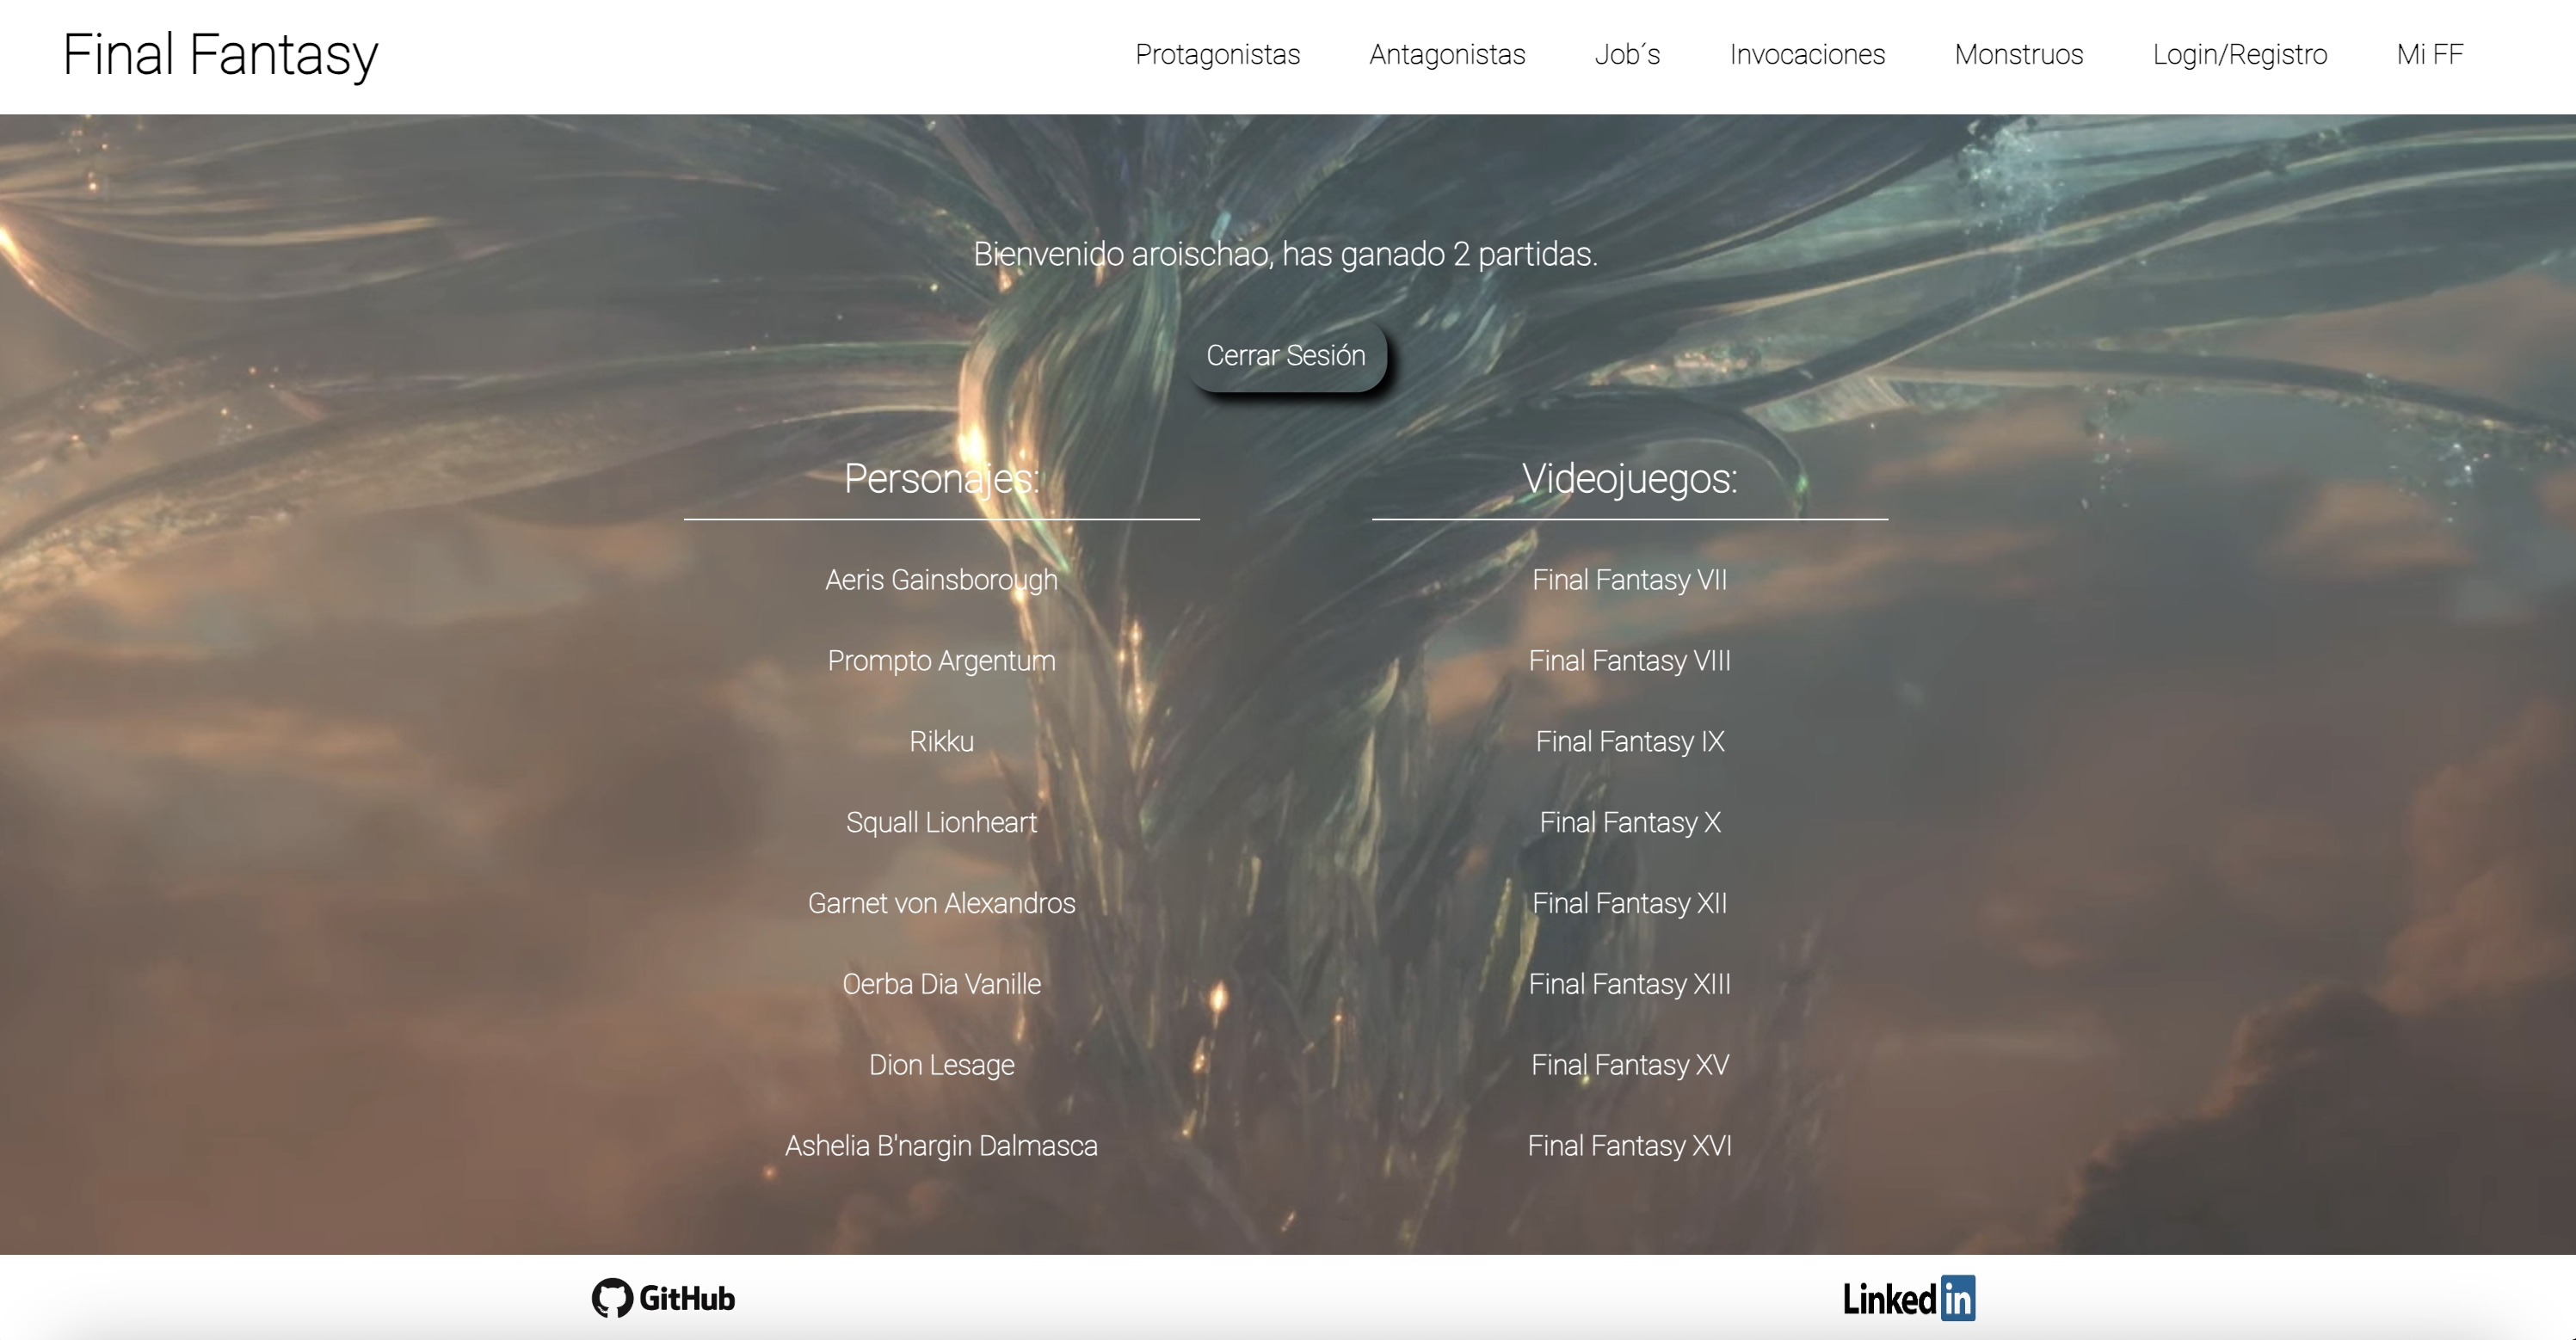 Final Fantasy
Protagonistas Antagonistas Job´s Invocaciones Monstruos Login/Registro Mi FF
Bienvenido aroischao, has ganado 2 partidas.
Cerrar Sesión
Personajes:
Aeris Gainsborough
Prompto Argentum
Rikku
Squall Lionheart
Garnet von Alexandros
Oerba Dia Vanille
Dion Lesage
Ashelia B'nargin Dalmasca
Videojuegos:
Final Fantasy VII
Final Fantasy VIII
Final Fantasy IX
Final Fantasy X
Final Fantasy XII
Final Fantasy XIII
Final Fantasy XV
Final Fantasy XVI
GitHub
Linked in